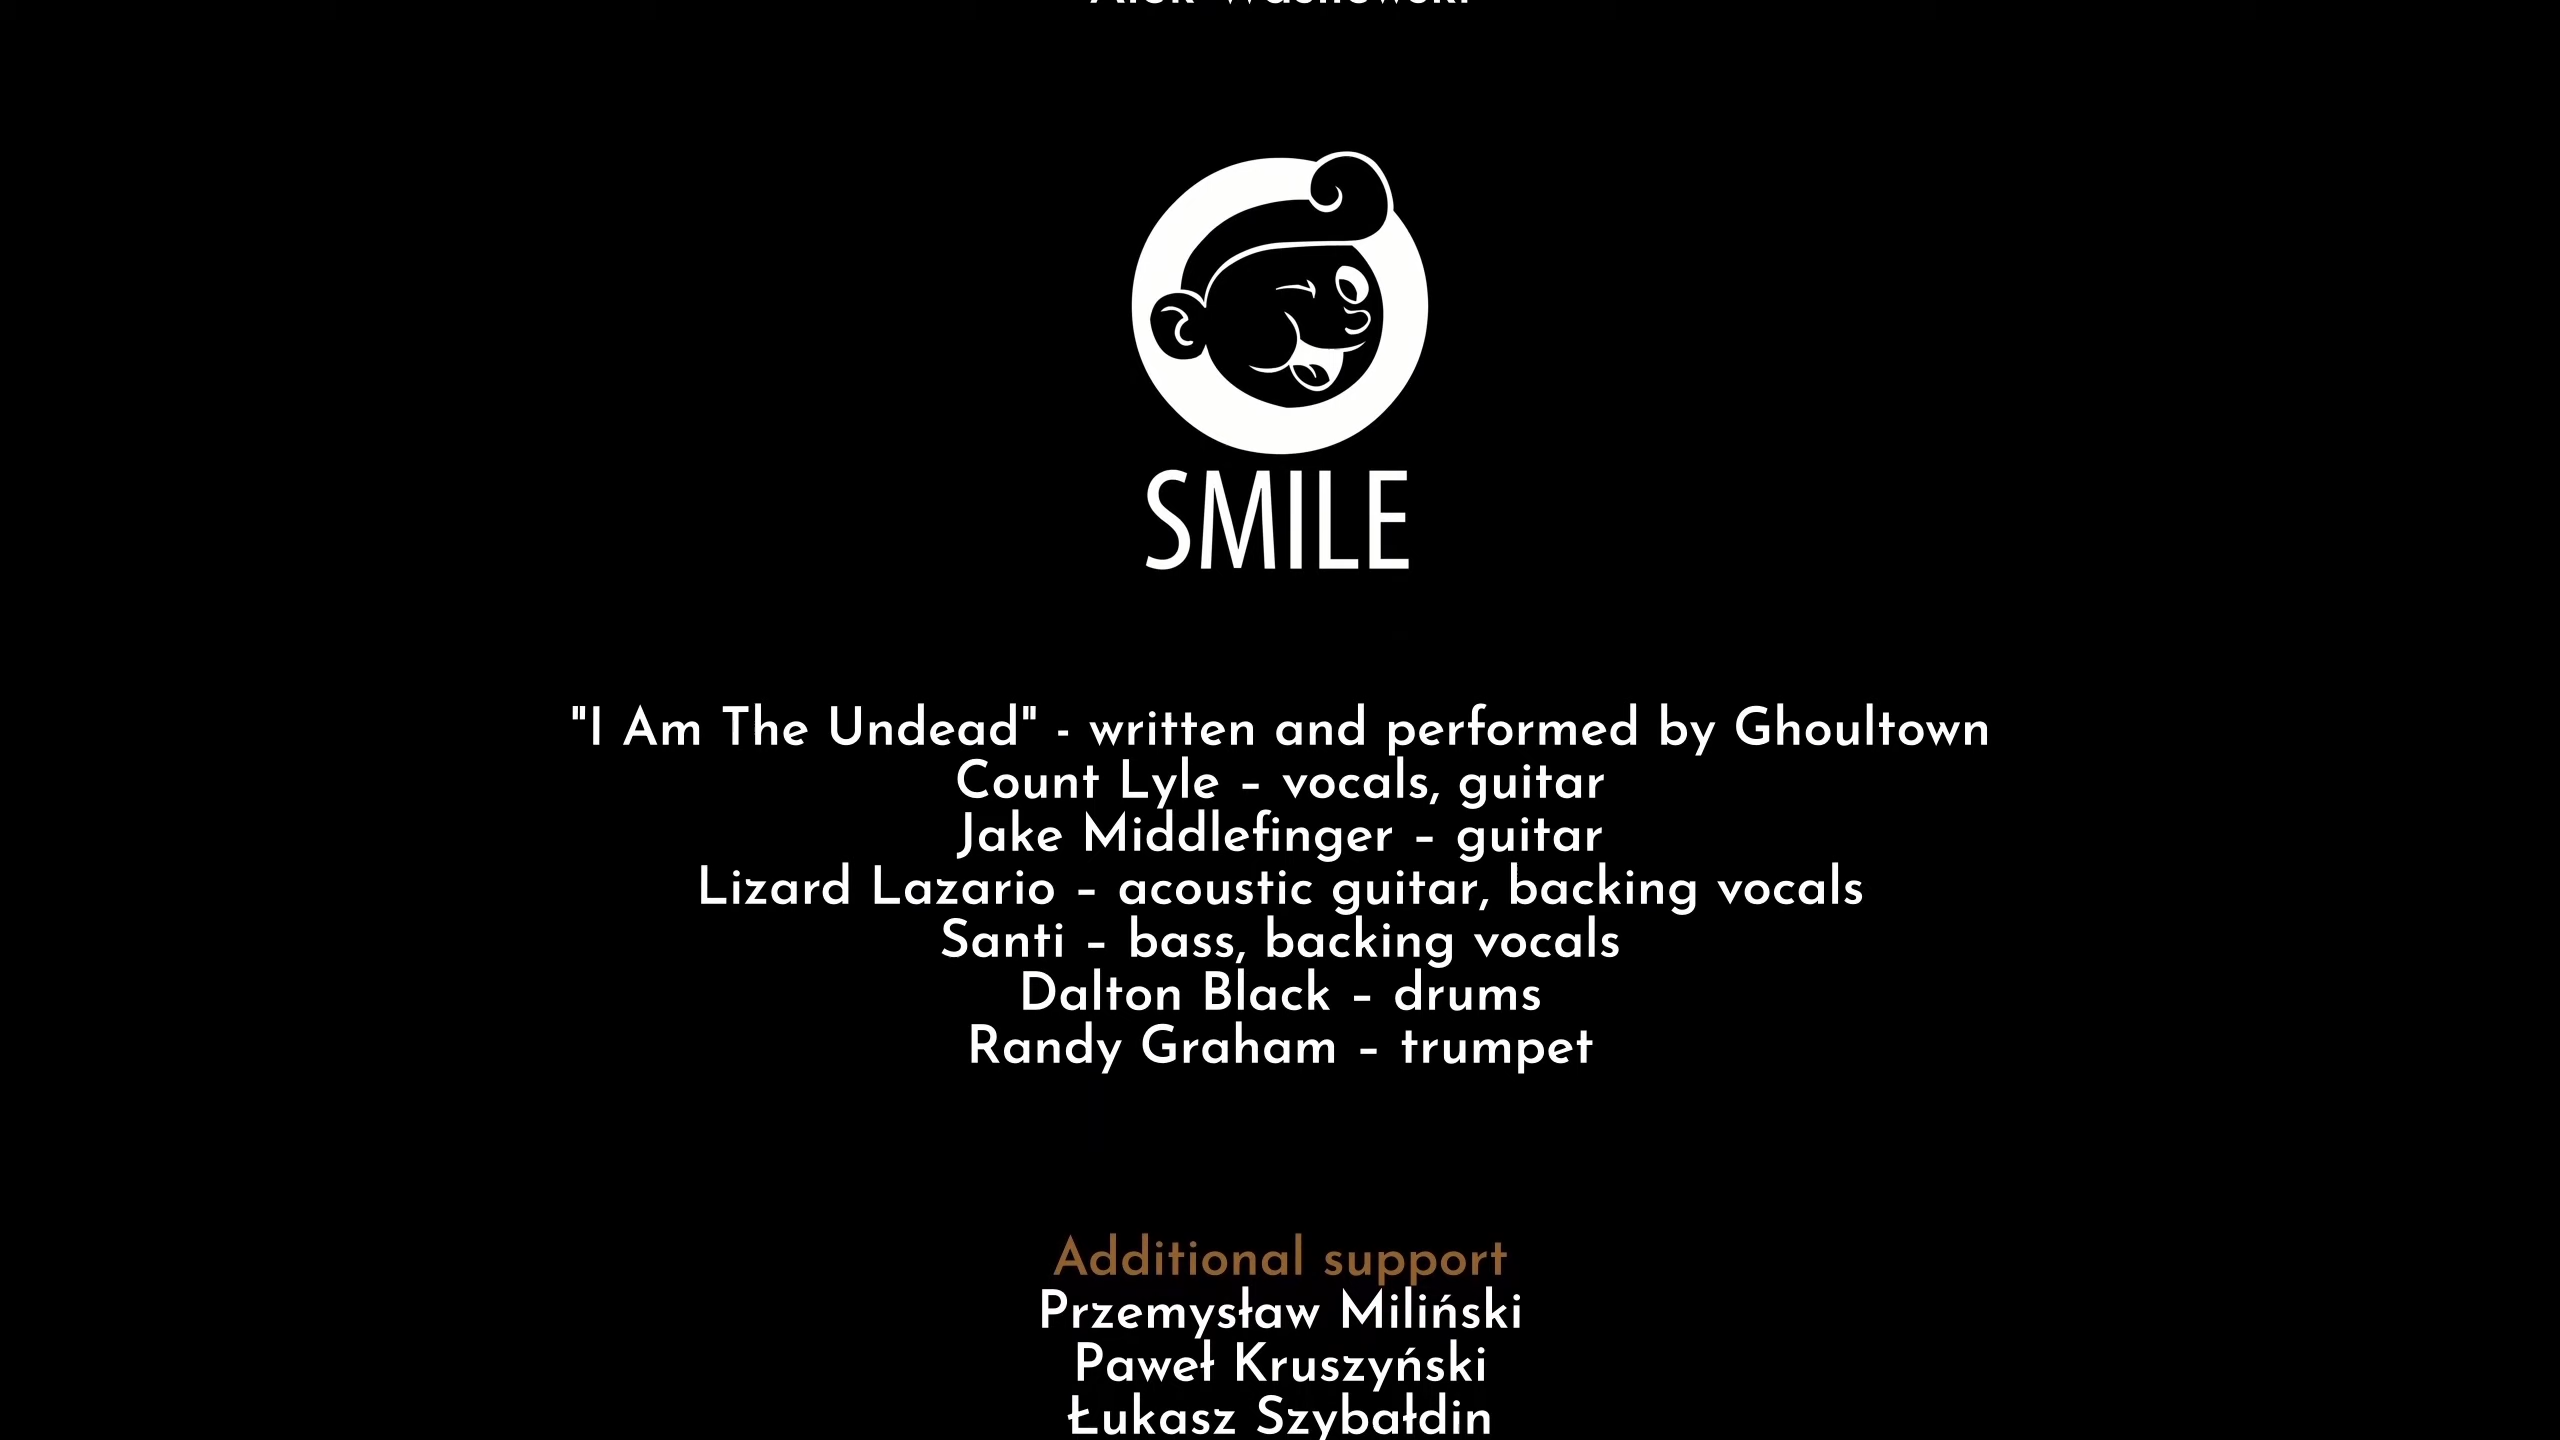 SMILE
"I Am The Undead" - written and performed by Ghoultown
Count Lyle – vocals, guitar
Jake Middlefinger – guitar
Lizard Lazario – acoustic guitar, backing vocals
Santi – bass, backing vocals
Dalton Black – drums
Randy Graham – trumpet
Additional support
Przemysław Miliński
Paweł Kruszyński
Łukasz Szybałdin